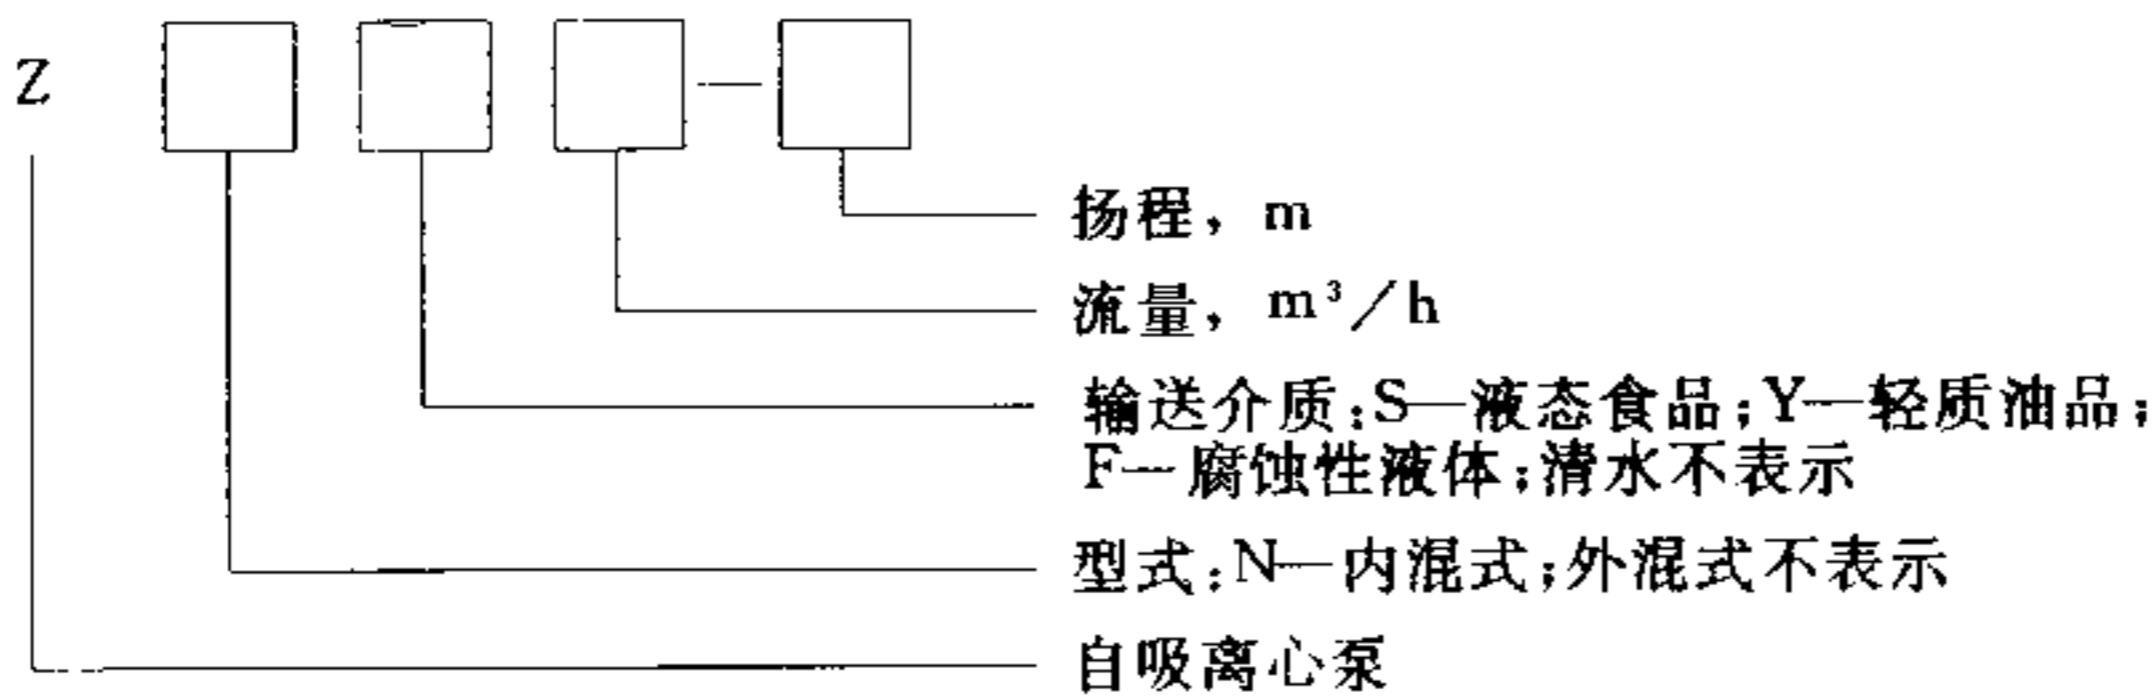 Z
扬程，m
流量，m³/h
输送介质:S—液态食品;Y—轻质油品;
F—腐蚀性液体;清水不表示
型式:N—内混式;外混式不表示
自吸离心泵